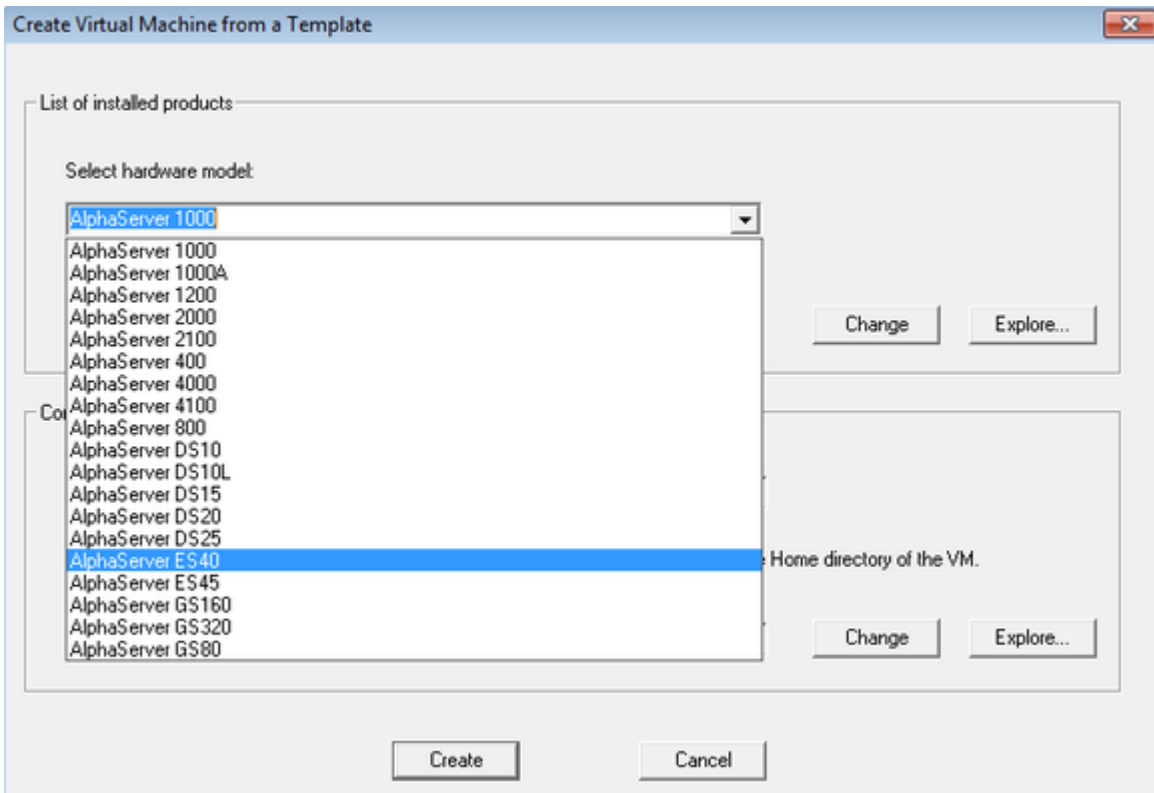 Create Virtual Machine from a Template
List of installed products
Select hardware model:
AlphaServer 1000
AlphaServer 1000
AlphaServer 1000A
AlphaServer 1200
AlphaServer 2000
AlphaServer 2100
AlphaServer 400
AlphaServer 4000
AlphaServer 4100
AlphaServer 800
AlphaServer DS10
AlphaServer DS10L
AlphaServer DS15
AlphaServer DS20
AlphaServer DS25
AlphaServer ES40
AlphaServer ES45
AlphaServer GS160
AlphaServer GS320
AlphaServer GS80
Change Explore...
Home directory of the VM.
Change Explore...
Create Cancel